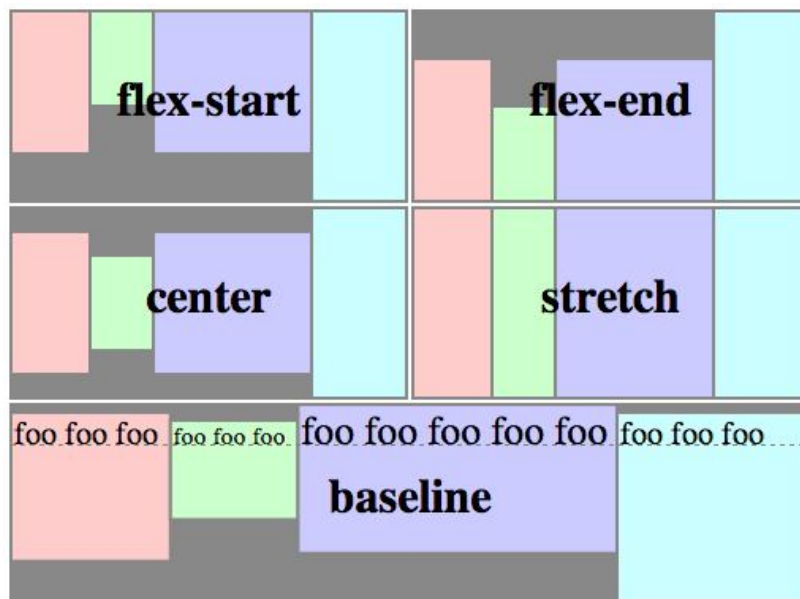 flex-start
flex-end
center
stretch
foo foo foo
foo foo foo
foo foo foo foo foo
foo foo foo
baseline